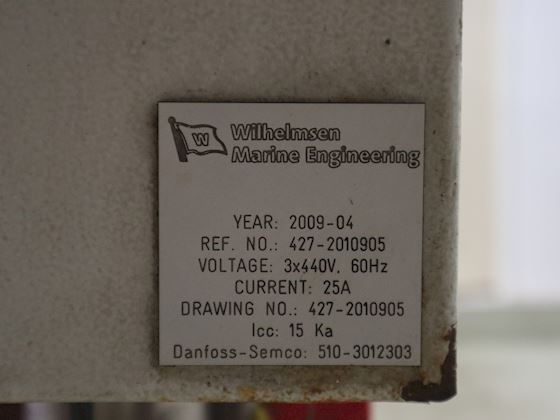 W
Wilhelmsen
Marine Engineering
YEAR: 2009-04
REF. NO.: 427-2010905
VOLTAGE: 3x440V. 60Hz
CURRENT: 25A
DRAWING NO.: 427-2010905
Icc: 15 Ka
Danfoss-Semco: 510-3012303